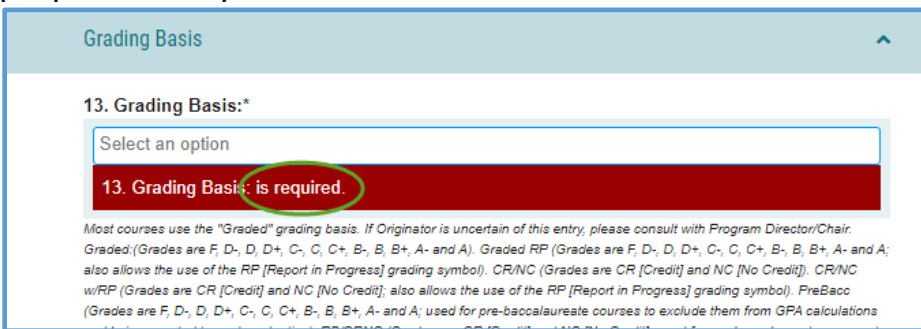 Grading Basis
13. Grading Basis:*
Select an option
13. Grading Basis: is required.
Most courses use the "Graded" grading basis. If Originator is uncertain of this entry, please consult with Program Director/Chair.
Graded:(Grades are F, D-, D, D+, C-, C, C+, B-, B, B+, A- and A). Graded RP (Grades are F, D-, D, D+, C-, C, C+, B-, B, B+, A- and A;
also allows the use of the RP [Report in Progress] grading symbol). CR/NC (Grades are CR [Credit] and NC [No Credit]). CR/NC
w/RP (Grades are CR [Credit] and NC [No Credit]; also allows the use of the RP [Report in Progress] grading symbol). PreBacc
(Grades are F, D-, D, D+, C-, C, C+, B-, B, B+, A- and A; used for pre-baccalaureate courses to exclude them from GPA calculations